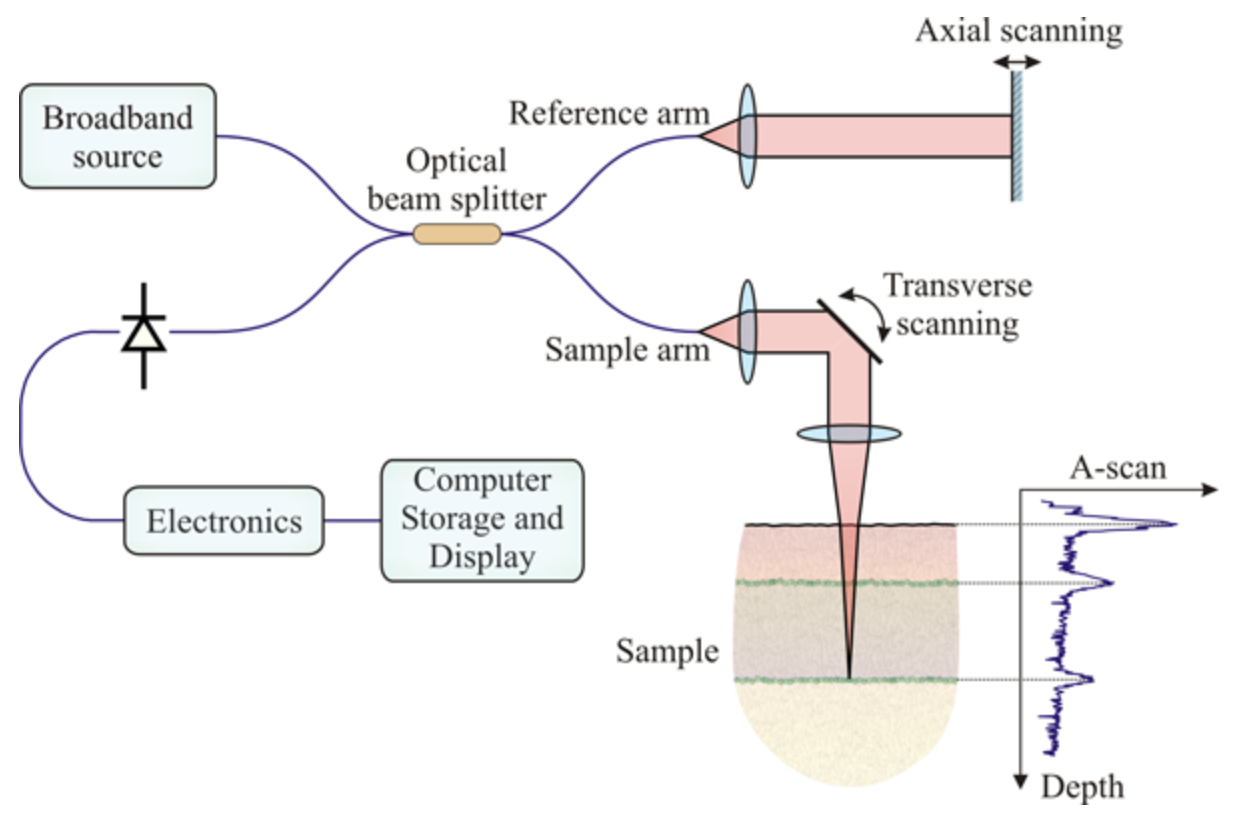 Axial scanning
Broadband
source
Reference arm
Optical
beam splitter
Transverse
scanning
Sample arm
A-scan
Computer
Storage and
Display
Electronics
Sample
Depth